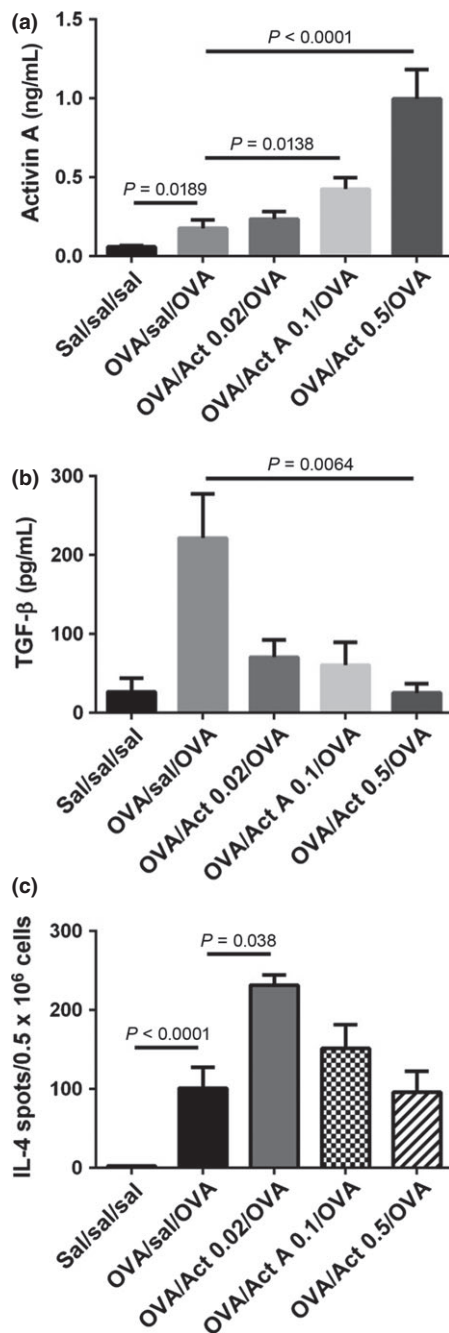 (a)
Activin A (ng/mL)
1.5
1.0
0.5
0.0
P < 0.0001
P = 0.0138
P = 0.0189
Sal/sal/sal
OVA/sal/OVA
OVA/Act 0.02/OVA
OVA/Act A 0.1/OVA
OVA/Act 0.5/OVA
(b)
TGF-β (pg/mL)
300
200
100
0
P = 0.0064
Sal/sal/sal
OVA/sal/OVA
OVA/Act 0.02/OVA
OVA/Act A 0.1/OVA
OVA/Act 0.5/OVA
(c)
IL-4 spots/0.5 x 10⁶ cells
300
200
100
0
P = 0.038
P < 0.0001
Sal/sal/sal
OVA/sal/OVA
OVA/Act 0.02/OVA
OVA/Act A 0.1/OVA
OVA/Act 0.5/OVA